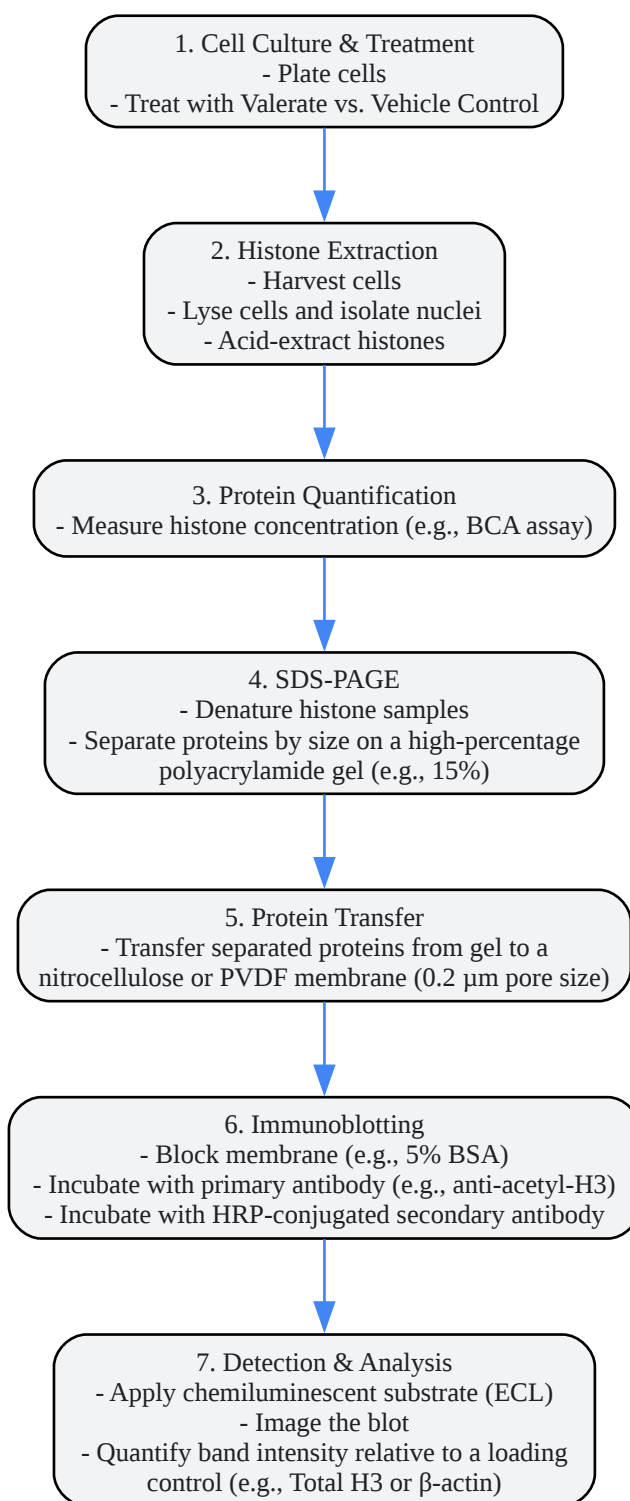 1. Cell Culture & Treatment
- Plate cells
- Treat with Valerate vs. Vehicle Control
2. Histone Extraction
- Harvest cells
- Lyse cells and isolate nuclei
- Acid-extract histones
3. Protein Quantification
- Measure histone concentration (e.g., BCA assay)
4. SDS-PAGE
- Denature histone samples
- Separate proteins by size on a high-percentage
polyacrylamide gel (e.g., 15%)
5. Protein Transfer
- Transfer separated proteins from gel to a
nitrocellulose or PVDF membrane (0.2 µm pore size)
6. Immunoblotting
- Block membrane (e.g., 5% BSA)
- Incubate with primary antibody (e.g., anti-acetyl-H3)
- Incubate with HRP-conjugated secondary antibody
7. Detection & Analysis
- Apply chemiluminescent substrate (ECL)
- Image the blot
- Quantify band intensity relative to a loading
control (e.g., Total H3 or β-actin)